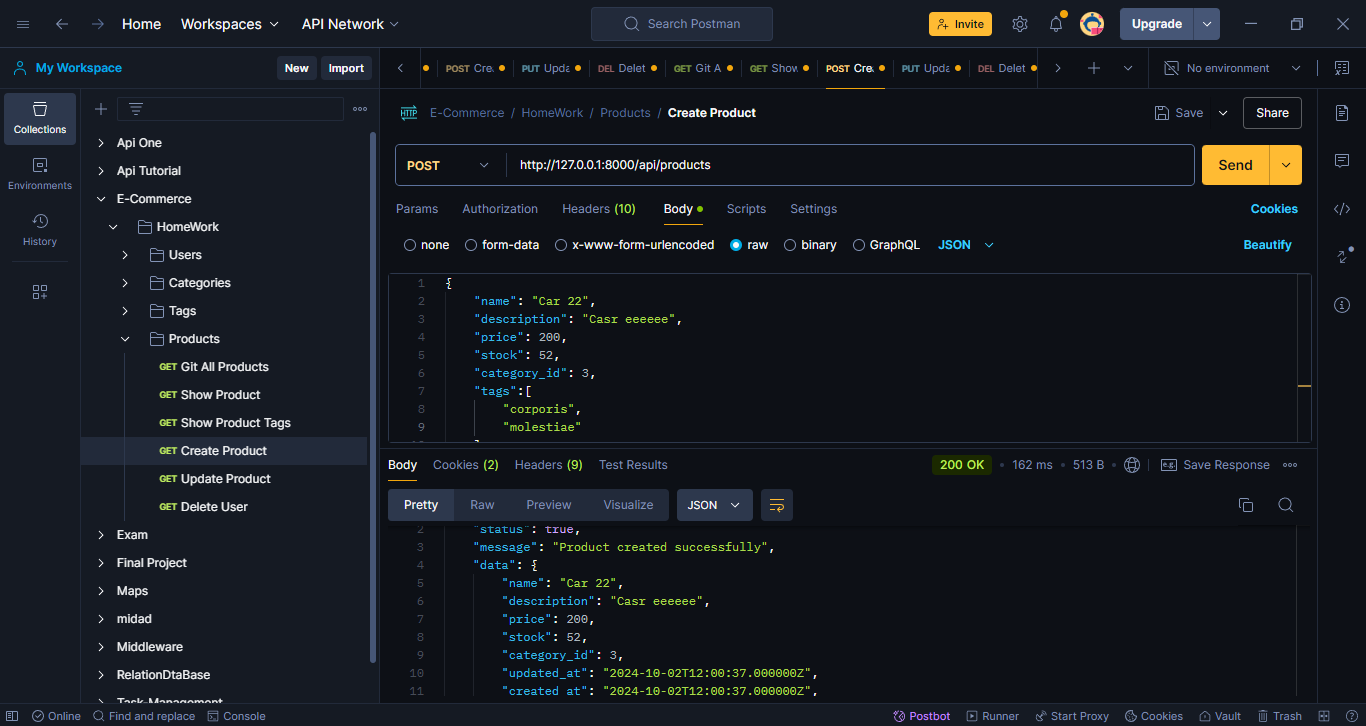 Home
Workspaces
API Network
Search Postman
Invite
Upgrade
My Workspace
New
Import
POST Cre
PUT Upda
DEL Delet
GET Git A
GET Show
POST Cre
PUT Upda
DEL Delet
No environment
Collections
Environments
History
Api One
Api Tutorial
E-Commerce
HomeWork
Users
Categories
Tags
Products
GET Git All Products
GET Show Product
GET Show Product Tags
GET Create Product
GET Update Product
GET Delete User
Exam
Final Project
Maps
midad
Middleware
RelationDtaBase
Task-Management
HTTP E-Commerce / HomeWork / Products / Create Product
Save
Share
POST
http://127.0.0.1:8000/api/products
Send
Params Authorization Headers (10) Body Scripts Settings
Cookies
none form-data x-www-form-urlencoded raw binary GraphQL JSON
Beautify
1 {
2 "name": "Car 22",
3 "description": "Casr eeeeee",
4 "price": 200,
5 "stock": 52,
6 "category_id": 3,
7 "tags":[
8 "corporis",
9 "molestiae"
Body Cookies (2) Headers (9) Test Results
200 OK 162 ms 513 B
e.g. Save Response
Pretty Raw Preview Visualize JSON
2 "status": true,
3 "message": "Product created successfully",
4 "data": {
5 "name": "Car 22",
6 "description": "Casr eeeeee",
7 "price": 200,
8 "stock": 52,
9 "category_id": 3,
10 "updated_at": "2024-10-02T12:00:37.000000Z",
11 "created_at": "2024-10-02T12:00:37.000000Z",
Online
Find and replace
Console
Postbot
Runner
Start Proxy
Cookies
Vault
Trash